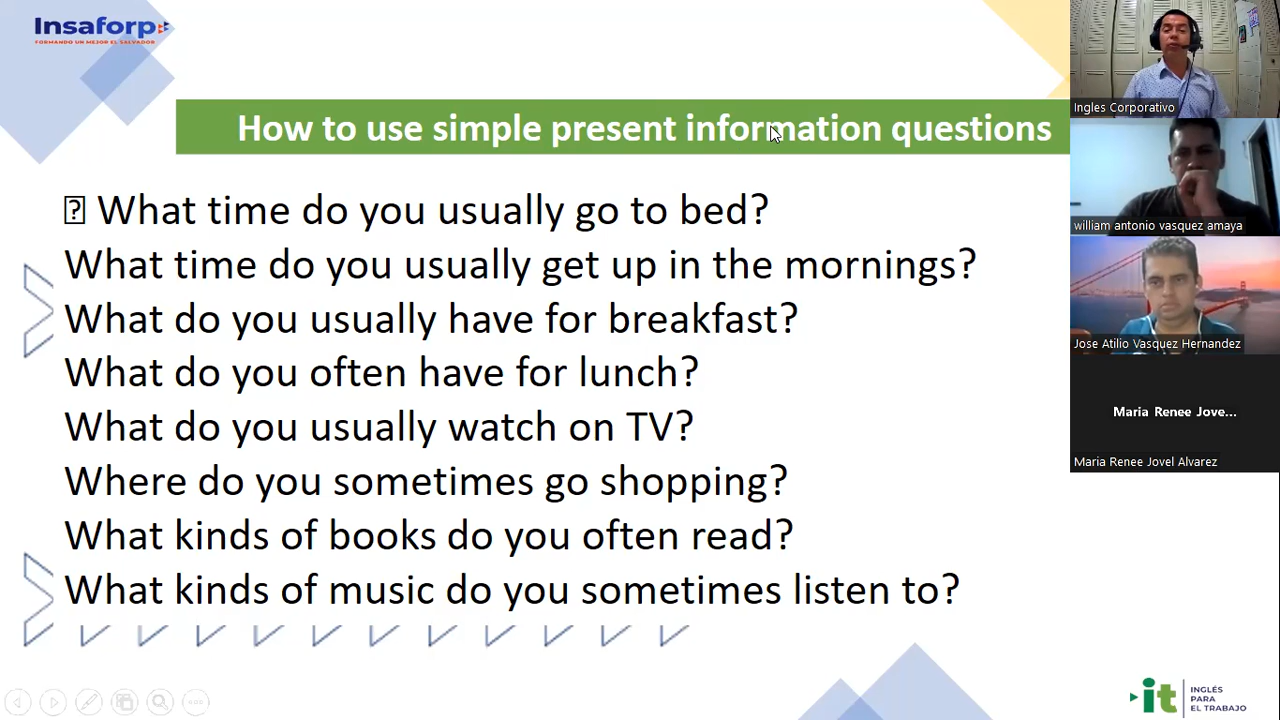 Insaforp
FORMANDO UN MEJOR EL SALVADOR
How to use simple present information questions
What time do you usually go to bed?
What time do you usually get up in the mornings?
What do you usually have for breakfast?
What do you often have for lunch?
What do you usually watch on TV?
Where do you sometimes go shopping?
What kinds of books do you often read?
What kinds of music do you sometimes listen to?
Ingles Corporativo
william antonio vasquez amaya
Jose Atilio Vasquez Hernandez
Maria Renee Jove...
Maria Renee Jovel Alvarez
it
INGLÉS
PARA
EL TRABAJO